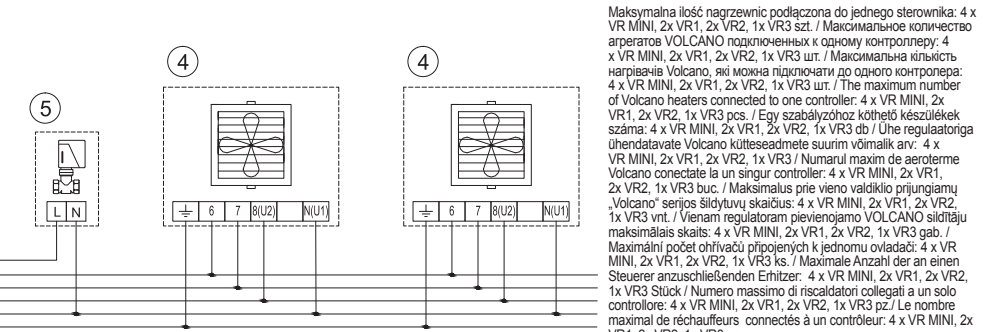 4
4
5
L N
6 7 8(U2) N(U1)
6 7 8(U2) N(U1)
Maksymalna ilość nagrzewnic podłączona do jednego sterownika: 4 x
VR MINI, 2x VR1, 2x VR2, 1x VR3 szt. / Максимальное количество
агрегатов VOLCANO подключенных к одному контроллеру: 4
x VR MINI, 2x VR1, 2x VR2, 1x VR3 шт. / Максимальна кількість
нагрівачів Volcano, які можна підключати до одного контролера:
4 x VR MINI, 2x VR1, 2x VR2, 1x VR3 шт. / The maximum number
of Volcano heaters connected to one controller: 4 x VR MINI, 2x
VR1, 2x VR2, 1x VR3 pcs. / Egy szabályzóhoz köthető készülékek
száma: 4 x VR MINI, 2x VR1, 2x VR2, 1x VR3 db / Ühe regulaatoriga
ühendatavate Volcano kütteseadmete suurim võimalik arv:  4 x
VR MINI, 2x VR1, 2x VR2, 1x VR3 / Numarul maxim de aeroterme
Volcano conectate la un singur controller: 4 x VR MINI, 2x VR1,
2x VR2, 1x VR3 buc. / Maksimalus prie vieno valdiklio prijungiamų
„Volcano“ serijos šildytuvų skaičius: 4 x VR MINI, 2x VR1, 2x VR2,
1x VR3 vnt. / Vienam regulatoram pievienojamo VOLCANO sildītāju
maksimālais skaits: 4 x VR MINI, 2x VR1, 2x VR2, 1x VR3 gab. /
Maximální počet ohřívačů připojených k jednomu ovladači: 4 x VR
MINI, 2x VR1, 2x VR2, 1x VR3 ks. / Maximale Anzahl der an einen
Steuerer anzuschließenden Erhitzer:  4 x VR MINI, 2x VR1, 2x VR2,
1x VR3 Stück / Numero massimo di riscaldatori collegati a un solo
controllore: 4 x VR MINI, 2x VR1, 2x VR2, 1x VR3 pz./ Le nombre
maximal de réchauffeurs  connectés à un contrôleur: 4 x VR MINI, 2x